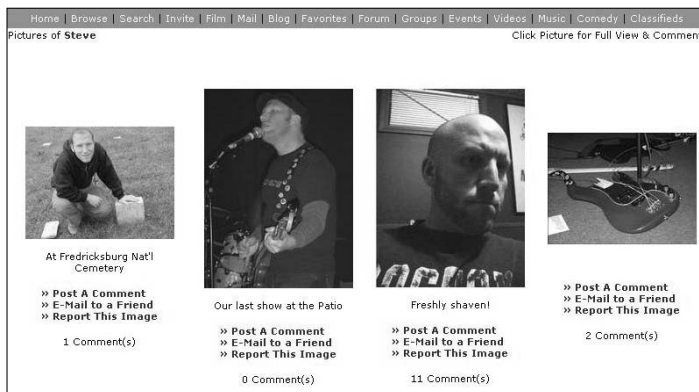 Home | Browse | Search | Invite | Film | Mail | Blog | Favorites | Forum | Groups | Events | Videos | Music | Comedy | Classifieds
Pictures of Steve
Click Picture for Full View & Commen
At Fredricksburg Nat'l
Cemetery
» Post A Comment
» E-Mail to a Friend
» Report This Image
1 Comment(s)
Our last show at the Patio
» Post A Comment
» E-Mail to a Friend
» Report This Image
0 Comment(s)
Freshly shaven!
» Post A Comment
» E-Mail to a Friend
» Report This Image
11 Comment(s)
» Post A Comment
» E-Mail to a Friend
» Report This Image
2 Comment(s)